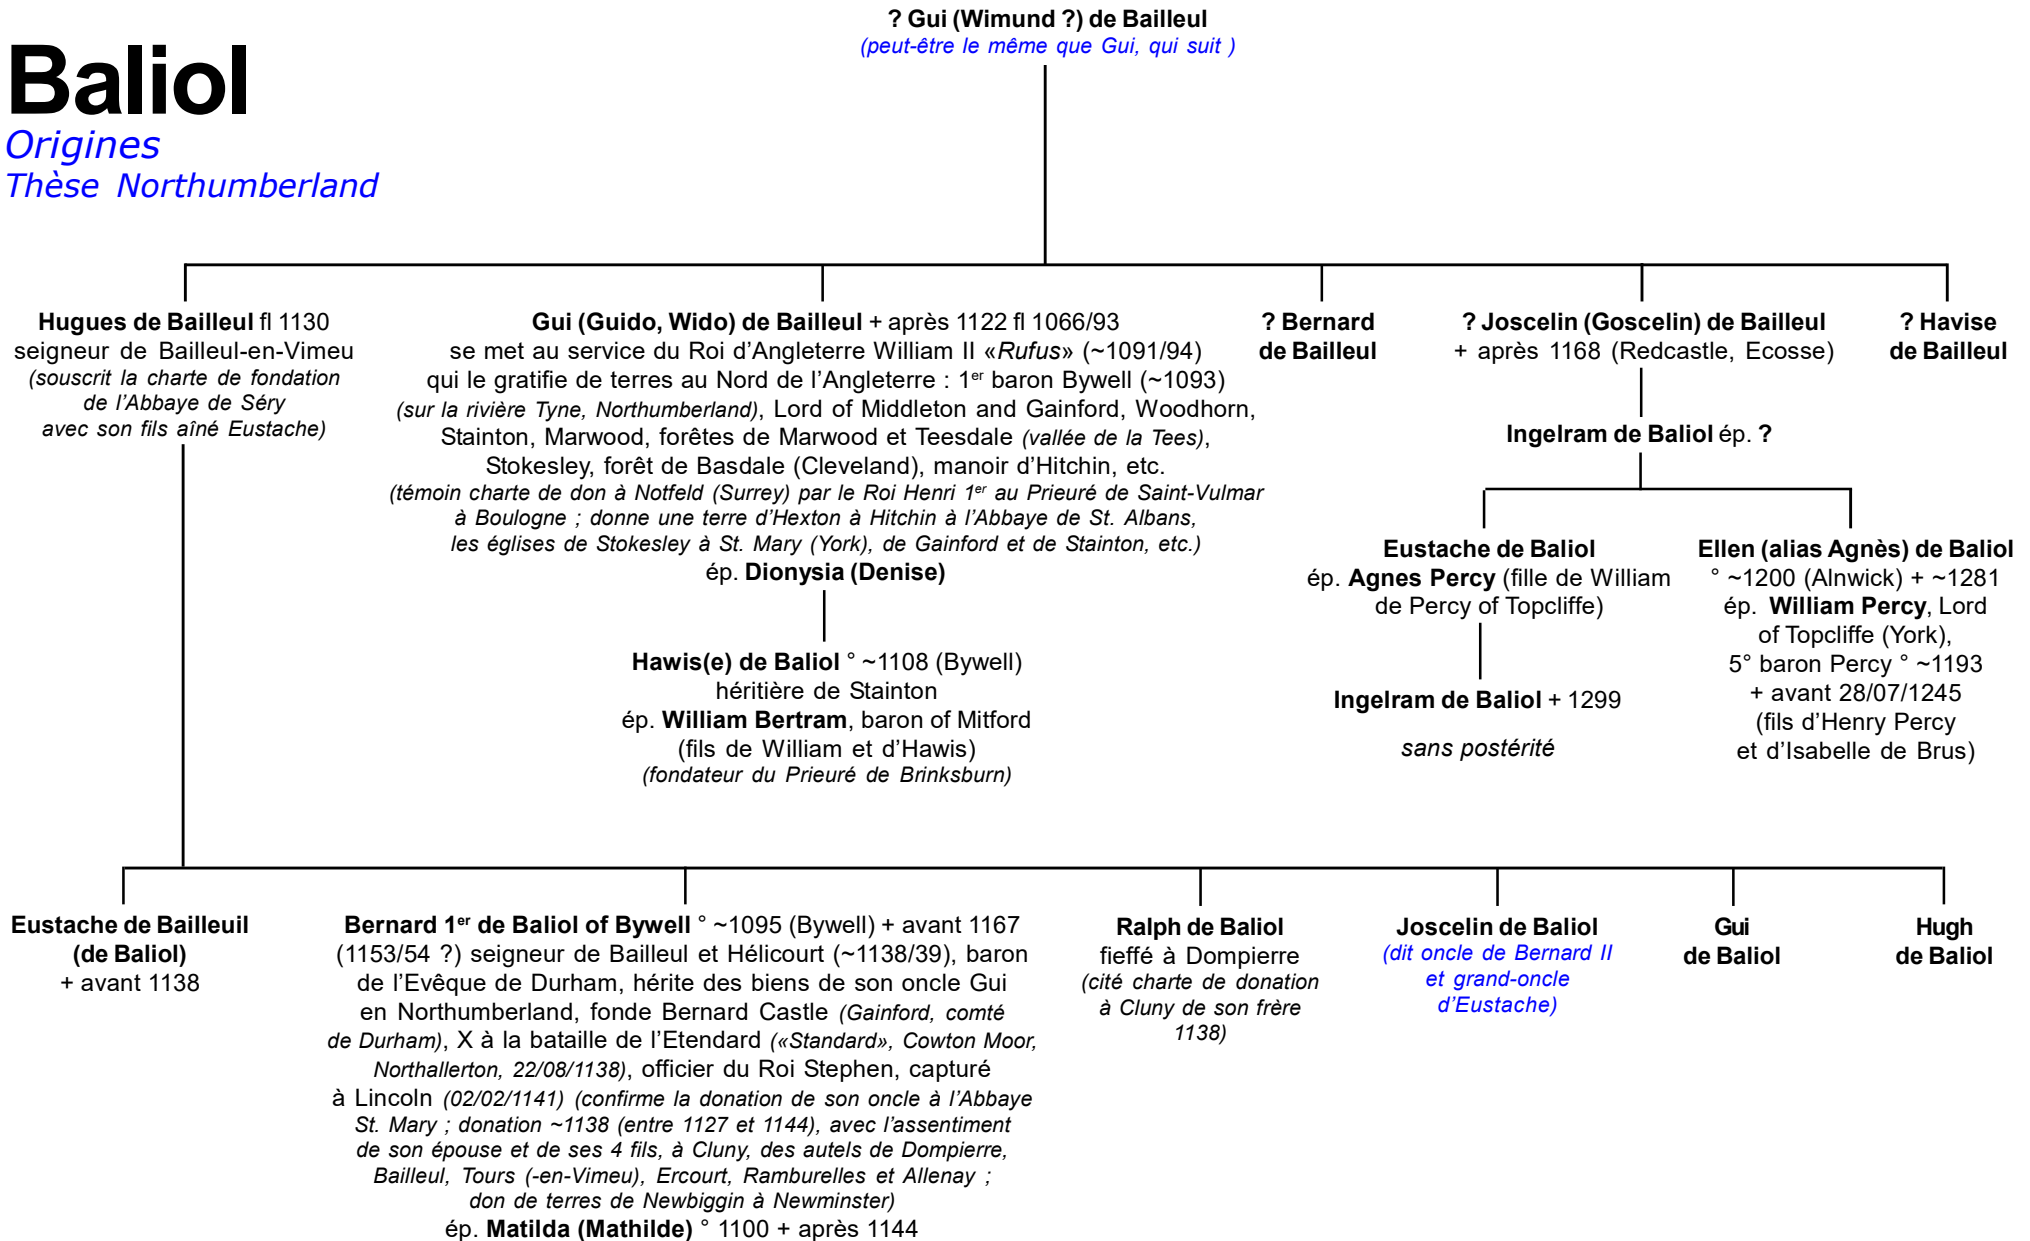 Baliol
Origines
Thèse Northumberland
? Gui (Wimund ?) de Bailleul
(peut-être le même que Gui, qui suit )
Hugues de Bailleul fl 1130
seigneur de Bailleul-en-Vimeu
(souscrit la charte de fondation
de l'Abbaye de Séry
avec son fils aîné Eustache)
Gui (Guido, Wido) de Bailleul + après 1122 fl 1066/93
se met au service du Roi d'Angleterre William II «Rufus» (~1091/94)
qui le gratifie de terres au Nord de l'Angleterre : 1er baron Bywell (~1093)
(sur la rivière Tyne, Northumberland), Lord of Middleton and Gainford, Woodhorn,
Stainton, Marwood, forêtes de Marwood et Teesdale (vallée de la Tees),
Stokesley, forêt de Basdale (Cleveland), manoir d'Hitchin, etc.
(témoin charte de don à Notfeld (Surrey) par le Roi Henri 1er au Prieuré de Saint-Vulmar
à Boulogne ; donne une terre d'Hexton à Hitchin à l'Abbaye de St. Albans,
les églises de Stokesley à St. Mary (York), de Gainford et de Stainton, etc.)
ép. Dionysia (Denise)
? Bernard
de Bailleul
? Joscelin (Goscelin) de Bailleul
+ après 1168 (Redcastle, Ecosse)
? Havise
de Bailleul
Ingelram de Baliol ép. ?
Eustache de Baliol
ép. Agnes Percy (fille de William
de Percy of Topcliffe)
Ellen (alias Agnès) de Baliol
° ~1200 (Alnwick) + ~1281
ép. William Percy, Lord
of Topcliffe (York),
5° baron Percy ° ~1193
+ avant 28/07/1245
(fils d'Henry Percy
et d'Isabelle de Brus)
Hawis(e) de Baliol ° ~1108 (Bywell)
héritière de Stainton
ép. William Bertram, baron of Mitford
(fils de William et d'Hawis)
(fondateur du Prieuré de Brinksburn)
Ingelram de Baliol + 1299
sans postérité
Eustache de Bailleuil
(de Baliol)
+ avant 1138
Bernard 1er de Baliol of Bywell ° ~1095 (Bywell) + avant 1167
(1153/54 ?) seigneur de Bailleul et Hélicourt (~1138/39), baron
de l'Evêque de Durham, hérite des biens de son oncle Gui
en Northumberland, fonde Bernard Castle (Gainford, comté
de Durham), X à la bataille de l'Etendard («Standard», Cowton Moor,
Northallerton, 22/08/1138), officier du Roi Stephen, capturé
à Lincoln (02/02/1141) (confirme la donation de son oncle à l'Abbaye
St. Mary ; donation ~1138 (entre 1127 et 1144), avec l'assentiment
de son épouse et de ses 4 fils, à Cluny, des autels de Dompierre,
Bailleul, Tours (-en-Vimeu), Ercourt, Ramburelles et Allenay ;
don de terres de Newbiggin à Newminster)
ép. Matilda (Mathilde) ° 1100 + après 1144
Ralph de Baliol
fieffé à Dompierre
(cité charte de donation
à Cluny de son frère
1138)
Joscelin de Baliol
(dit oncle de Bernard II
et grand-oncle
d'Eustache)
Gui
de Baliol
Hugh
de Baliol